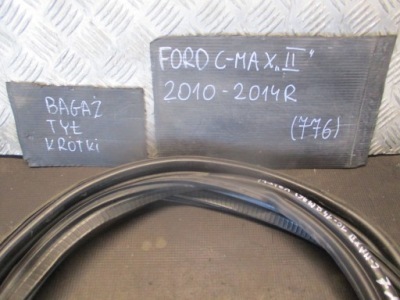 FORD C-MAX „II"
2010-2014R
(776)
BAGAŻ
TYŁ
KRÓTKI